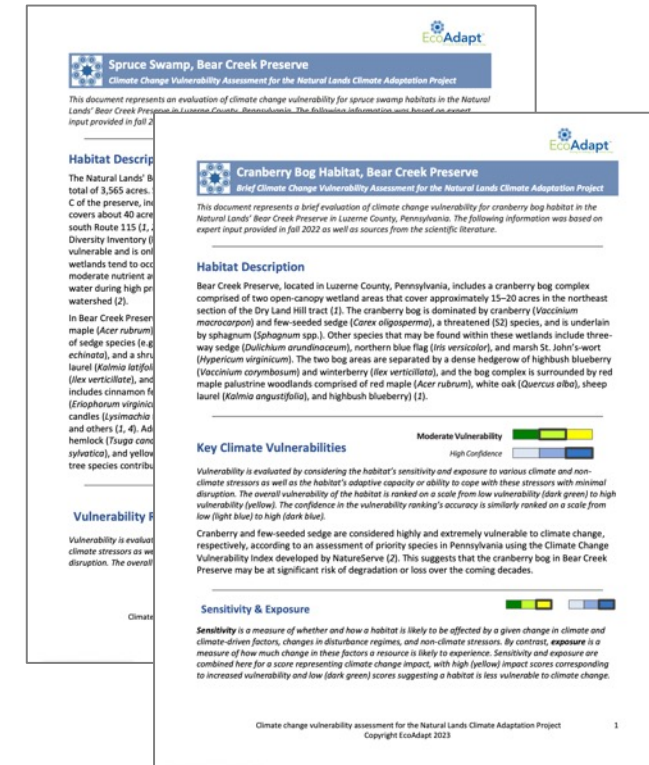 EcoAdapt
Spruce Swamp, Bear Creek Preserve
Climate Change Vulnerability Assessment for the Natural Lands Climate Adaptation Project
This document represents an evaluation of climate change vulnerability for spruce swamp habitats in the Natural
Lands' Bear Creek Preserve in Luzerne County, Pennsylvania. The following information was based on expert
input provided in fall 2
Habitat Descrip
The Natural Lands' B
total of 3,565 acres.
C of the preserve, inc
covers about 40 acre
south Route 115 (1,
Diversity Inventory (
vulnerable and is onl
wetlands tend to occ
moderate nutrient a
water during high pr
watershed (2).
In Bear Creek Preser
maple (Acer rubrum)
of sedge species (e.g
echinata), and a shru
laurel (Kalmia latifoli
(Ilex verticillate), and
includes cinnamon fe
(Eriophorum virginic
candles (Lysimachia
and others (1, 4). Ad
hemlock (Tsuga cana
sylvatica), and yellow
tree species contribu
Vulnerability R
Vulnerability is evaluat
climate stressors as we
disruption. The overall
Climate
EcoAdapt
Cranberry Bog Habitat, Bear Creek Preserve
Brief Climate Change Vulnerability Assessment for the Natural Lands Climate Adaptation Project
This document represents a brief evaluation of climate change vulnerability for cranberry bog habitat in the
Natural Lands' Bear Creek Preserve in Luzerne County, Pennsylvania. The following information was based on
expert input provided in fall 2022 as well as sources from the scientific literature.
Habitat Description
Bear Creek Preserve, located in Luzerne County, Pennsylvania, includes a cranberry bog complex
comprised of two open-canopy wetland areas that cover approximately 15–20 acres in the northeast
section of the Dry Land Hill tract (1). The cranberry bog is dominated by cranberry (Vaccinium
macrocarpon) and few-seeded sedge (Carex oligosperma), a threatened (S2) species, and is underlain
by sphagnum (Sphagnum spp.). Other species that may be found within these wetlands include three-
way sedge (Dulichium arundinaceum), northern blue flag (Iris versicolor), and marsh St. John's-wort
(Hypericum virginicum). The two bog areas are separated by a dense hedgerow of highbush blueberry
(Vaccinium corymbosum) and winterberry (Ilex verticillata), and the bog complex is surrounded by red
maple palustrine woodlands comprised of red maple (Acer rubrum), white oak (Quercus alba), sheep
laurel (Kalmia angustifolia), and highbush blueberry) (1).
Moderate Vulnerability
Key Climate Vulnerabilities
High Confidence
Vulnerability is evaluated by considering the habitat's sensitivity and exposure to various climate and non-
climate stressors as well as the habitat's adaptive capacity or ability to cope with these stressors with minimal
disruption. The overall vulnerability of the habitat is ranked on a scale from low vulnerability (dark green) to high
vulnerability (yellow). The confidence in the vulnerability ranking's accuracy is similarly ranked on a scale from
low (light blue) to high (dark blue).
Cranberry and few-seeded sedge are considered highly and extremely vulnerable to climate change,
respectively, according to an assessment of priority species in Pennsylvania using the Climate Change
Vulnerability Index developed by NatureServe (2). This suggests that the cranberry bog in Bear Creek
Preserve may be at significant risk of degradation or loss over the coming decades.
Sensitivity & Exposure
Sensitivity is a measure of whether and how a habitat is likely to be affected by a given change in climate and
climate-driven factors, changes in disturbance regimes, and non-climate stressors. By contrast, exposure is a
measure of how much change in these factors a resource is likely to experience. Sensitivity and exposure are
combined here for a score representing climate change impact, with high (yellow) impact scores corresponding
to increased vulnerability and low (dark green) scores suggesting a habitat is less vulnerable to climate change.
Climate change vulnerability assessment for the Natural Lands Climate Adaptation Project 1
Copyright EcoAdapt 2023